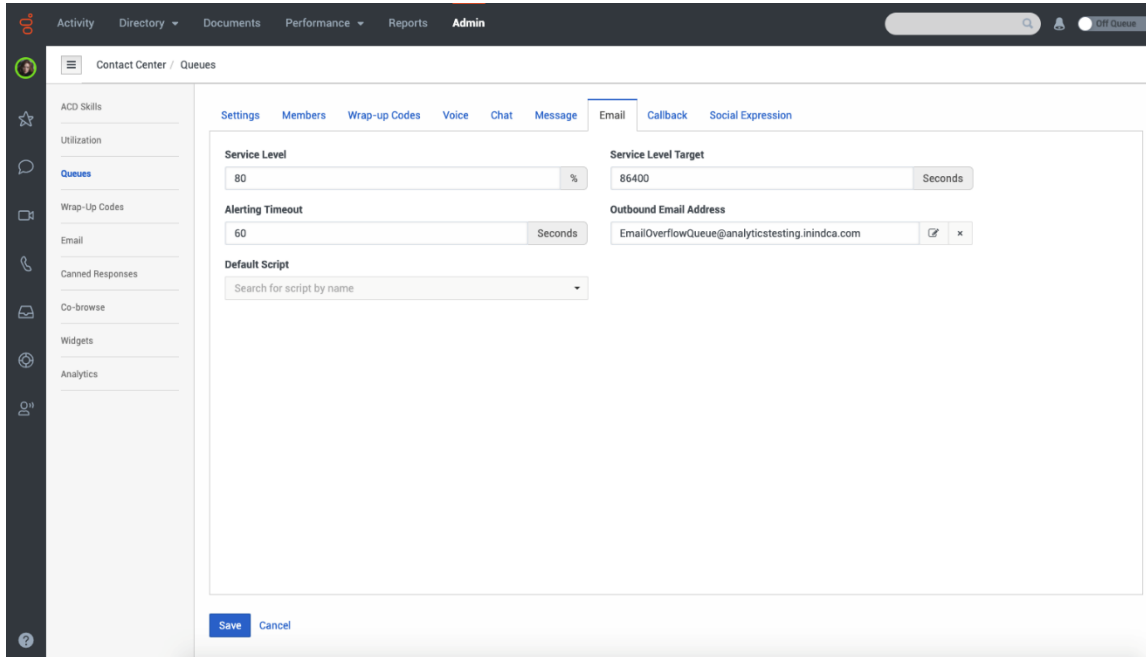 Activity Directory Documents Performance Reports Admin Off Queue
Contact Center / Queues
ACD Skills
Utilization
Queues
Wrap-Up Codes
Email
Canned Responses
Co-browse
Widgets
Analytics
Settings Members Wrap-up Codes Voice Chat Message Email Callback Social Expression
Service Level
80 %
Service Level Target
86400 Seconds
Alerting Timeout
60 Seconds
Outbound Email Address
EmailOverflowQueue@analyticstesting.inindca.com
Default Script
Search for script by name
Save Cancel